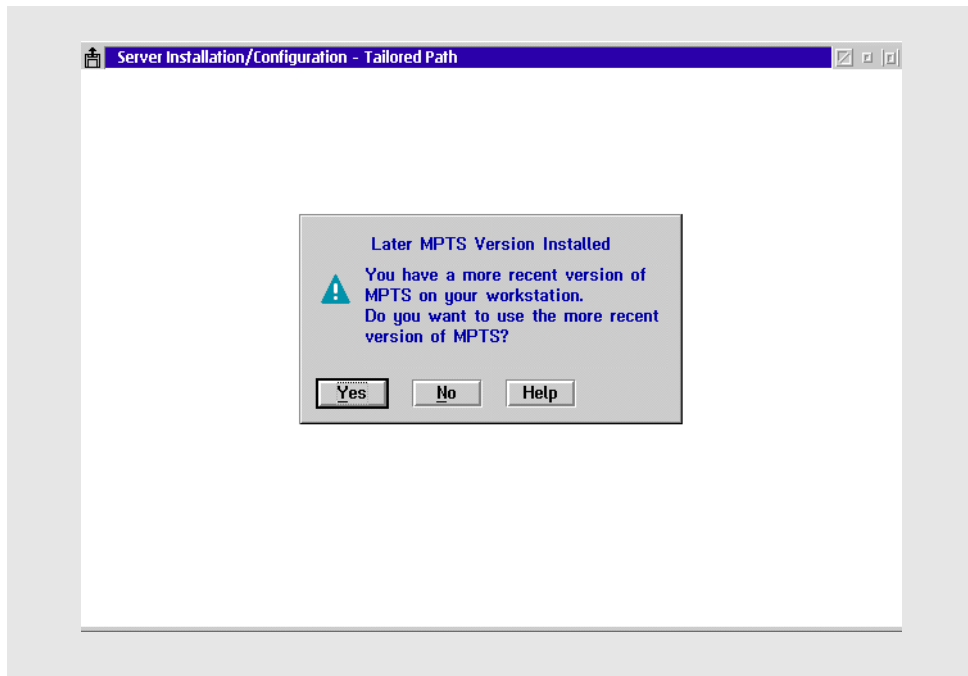 Server Installation/Configuration - Tailored Path
Later MPTS Version Installed
You have a more recent version of
MPTS on your workstation.
Do you want to use the more recent
version of MPTS?
Yes No Help